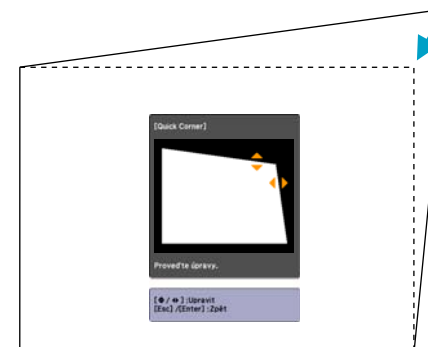 [Quick Corner]
Proveďte úpravy.
[ / ] :Upravit
[Esc] /[Enter] :Zpět